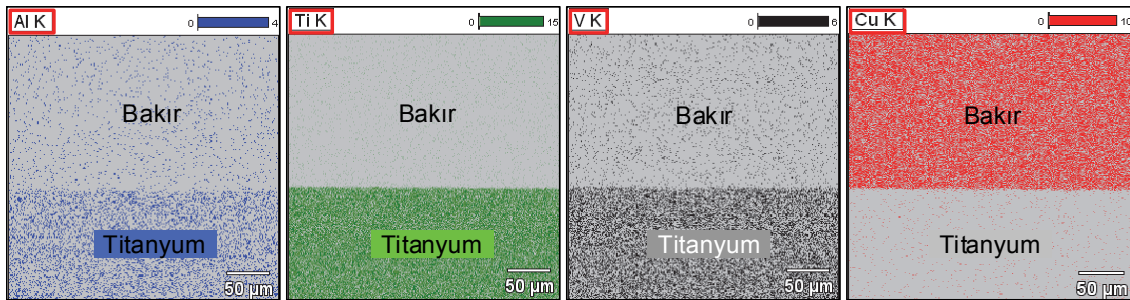 Al K 0 4
Bakır
Titanyum
50 µm
Ti K 0 15
Bakır
Titanyum
50 µm
V K 0 6
Bakır
Titanyum
50 µm
Cu K 0 10
Bakır
Titanyum
50 µm